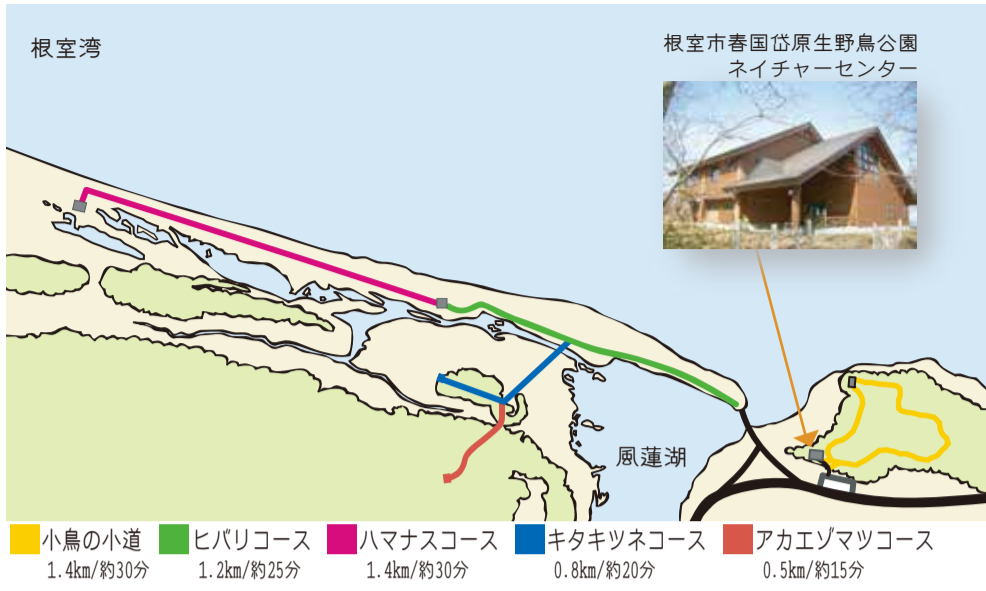 根室湾
根室市春国岱原生野鳥公園
ネイチャーセンター
風蓮湖
小鳥の小道
1.4km/約30分
ヒバリコース
1.2km/約25分
ハマナスコース
1.4km/約30分
キタキツネコース
0.8km/約20分
アカエゾマツコース
0.5km/約15分